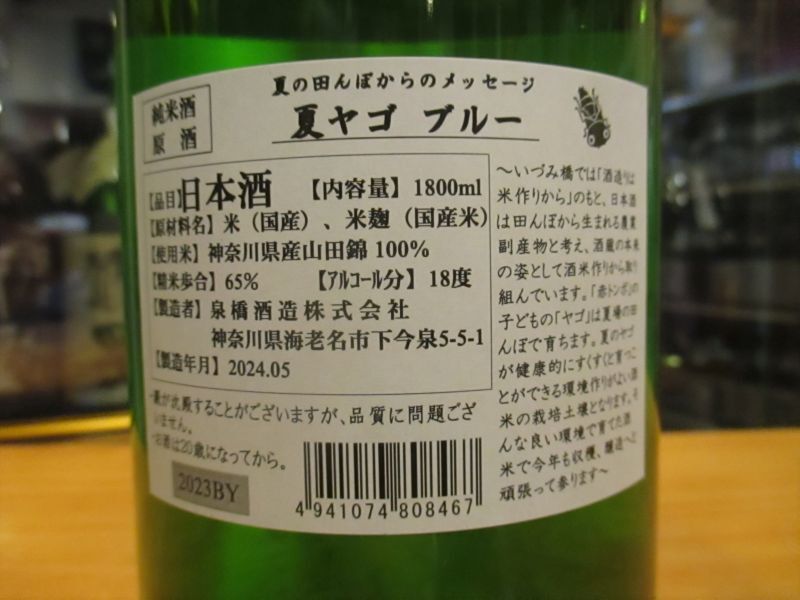 夏の田んぼからのメッセージ
純米酒
原酒
夏ヤゴ ブルー
【品目】日本酒 【内容量】1800ml
【原材料名】米(国産)、米麹(国産米)
【使用米】神奈川県産山田錦100%
【精米歩合】65% 【アルコール分】18度
【製造者】泉橋酒造株式会社
神奈川県海老名市下今泉5-5-1
【製造年月】2024.05
が沈殿することがございますが、品質に問題ござ
いません。
お酒は20歳になってから。
2023BY
4 941074 808467
〜いづみ橋では「酒造りは
米作りから」のもと、日本酒
は田んぼから生まれる農業
副産物と考え、酒蔵の本来
の姿として酒米作りから取り
組んでいます。「赤トンボ」の
子どもの「ヤゴ」は夏場の田
んぼで育ちます。夏のヤゴ
が健康的にすくすくと育つこ
とができる環境作りがよい酒
米の栽培土壌となります。そ
んな良い環境で育てた酒
米で今年も収穫、醸造へと
頑張って参ります〜